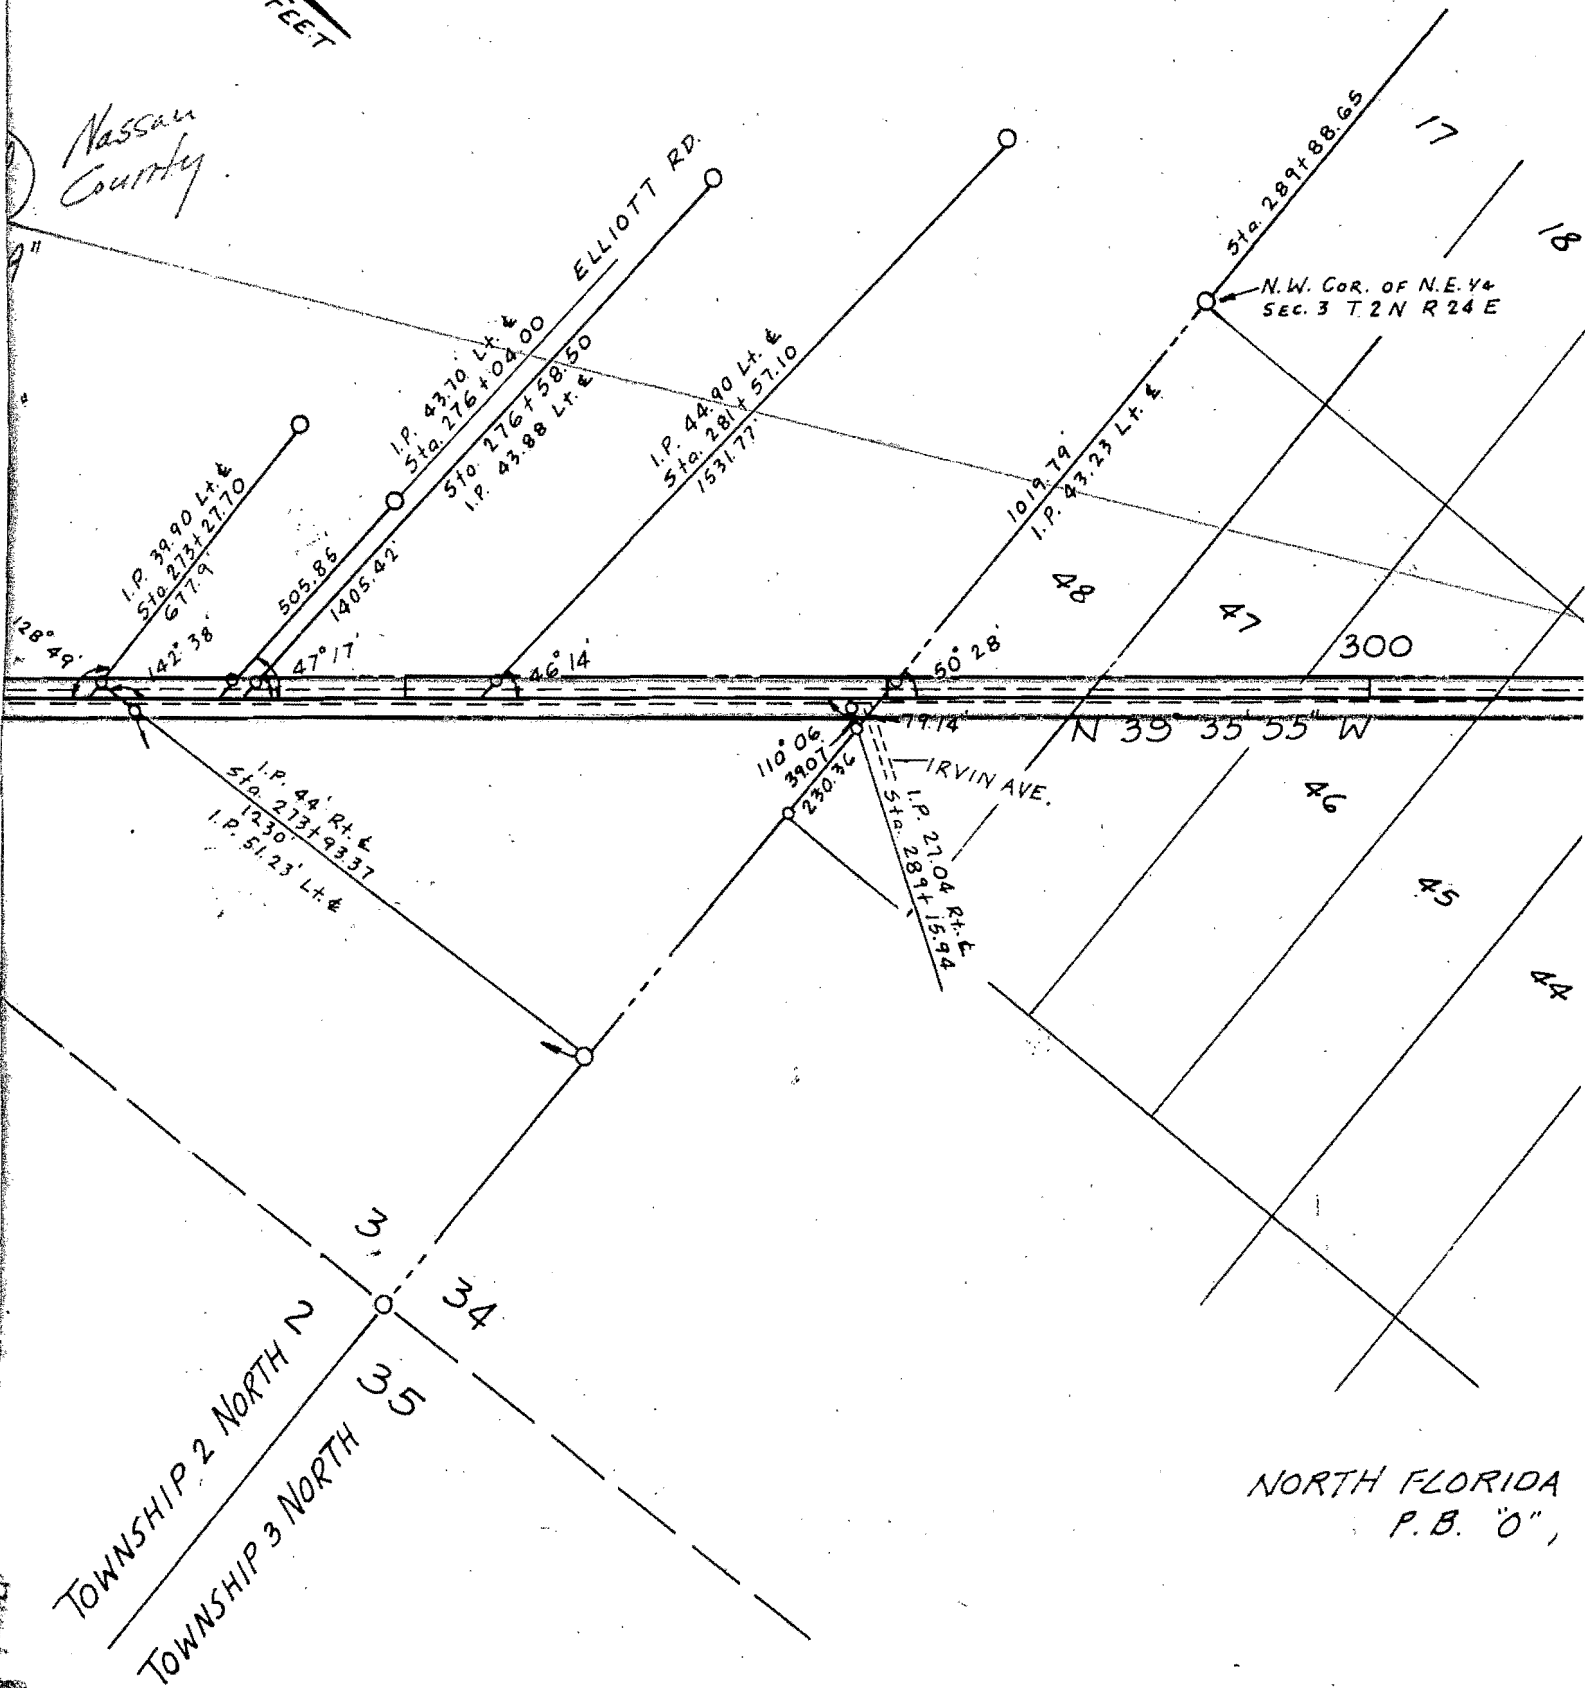 FEET
Nassau
County.
ELLIOTT RD.
17
18
Sta. 289+88.65
N.W. COR. OF N.E. ¼
SEC. 3 T. 2 N R 24 E
I.P. 39.90 Lt. ℄
Sta. 273+27.70
677.9'
I.P. 43.70' Lt. ℄
Sta. 276+04.00
505.86'
Sta. 276+58.50
I.P. 43.88 Lt. ℄
1405.42'
I.P. 44.90 Lt. ℄
Sta. 281+57.10
1531.77'
1019.79'
I.P. 43.23 Lt. ℄
48
47
300
128°49'
142°38'
47°17'
46°14'
50°28'
79.14'
N 39° 35' 55" W
110°06'
39.07
230.36
IRVIN AVE.
I.P. 27.04 Rt. ℄
Sta. 289+15.94
I.P. 44' Rt. ℄
Sta. 273+93.37
1230'
I.P. 51.23' Lt. ℄
46
45
44
3
34
2
35
TOWNSHIP 2 NORTH
TOWNSHIP 3 NORTH
NORTH FLORIDA
P.B. "O",